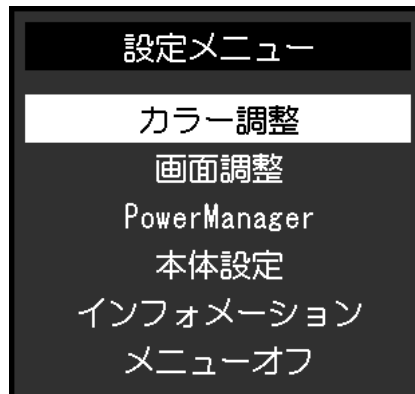 設定メニュー
カラー調整
画面調整
PowerManager
本体設定
インフォメーション
メニューオフ